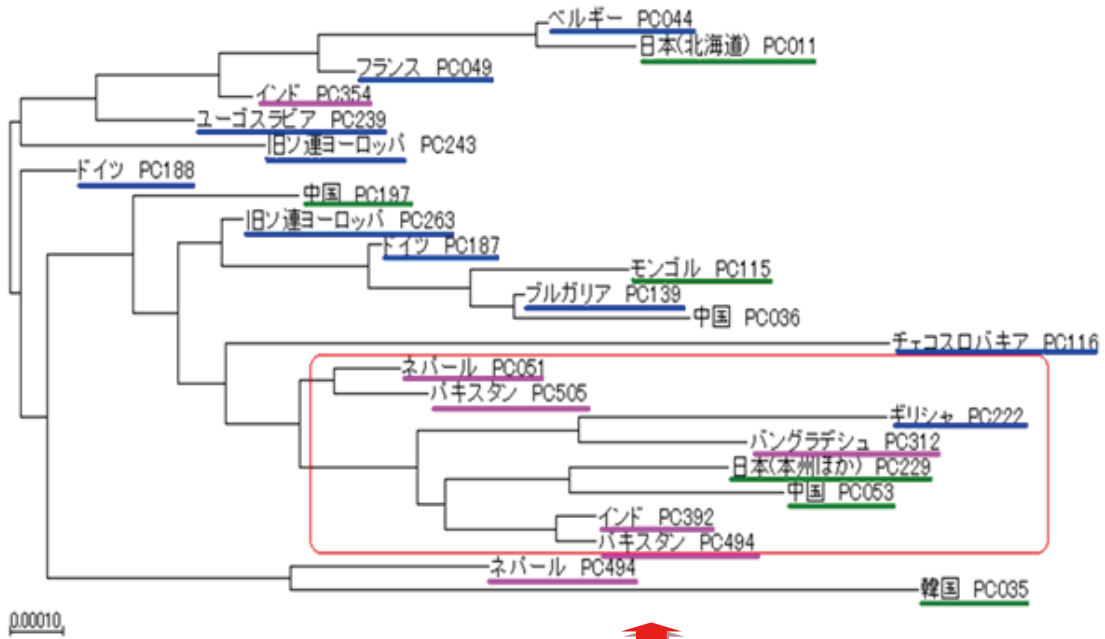 ベルギー PC044
日本(北海道) PC011
フランス PC049
インド PC354
ユーゴスラビア PC239
旧ソ連ヨーロッパ PC243
ドイツ PC188
中国 PC197
旧ソ連ヨーロッパ PC263
ドイツ PC187
モンゴル PC115
ブルガリア PC139
中国 PC036
チェコスロバキア PC116
ネパール PC051
パキスタン PC505
ギリシャ PC222
バングラデシュ PC312
日本(本州ほか) PC229
中国 PC053
インド PC392
パキスタン PC494
ネパール PC494
韓国 PC035
0.00010